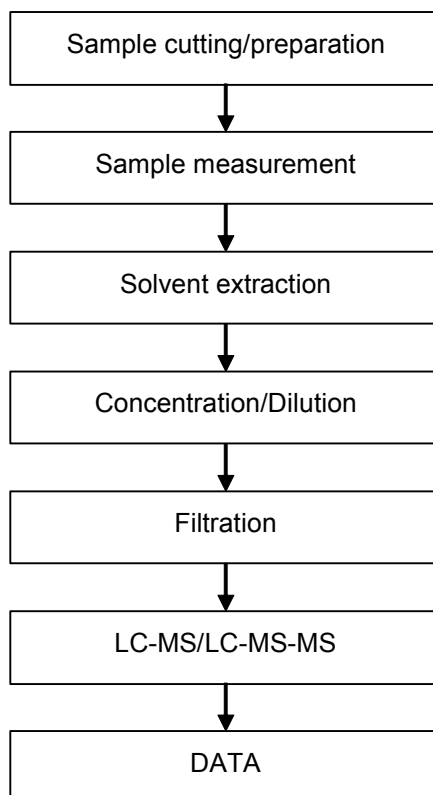 Sample cutting/preparation
Sample measurement
Solvent extraction
Concentration/Dilution
Filtration
LC-MS/LC-MS-MS
DATA